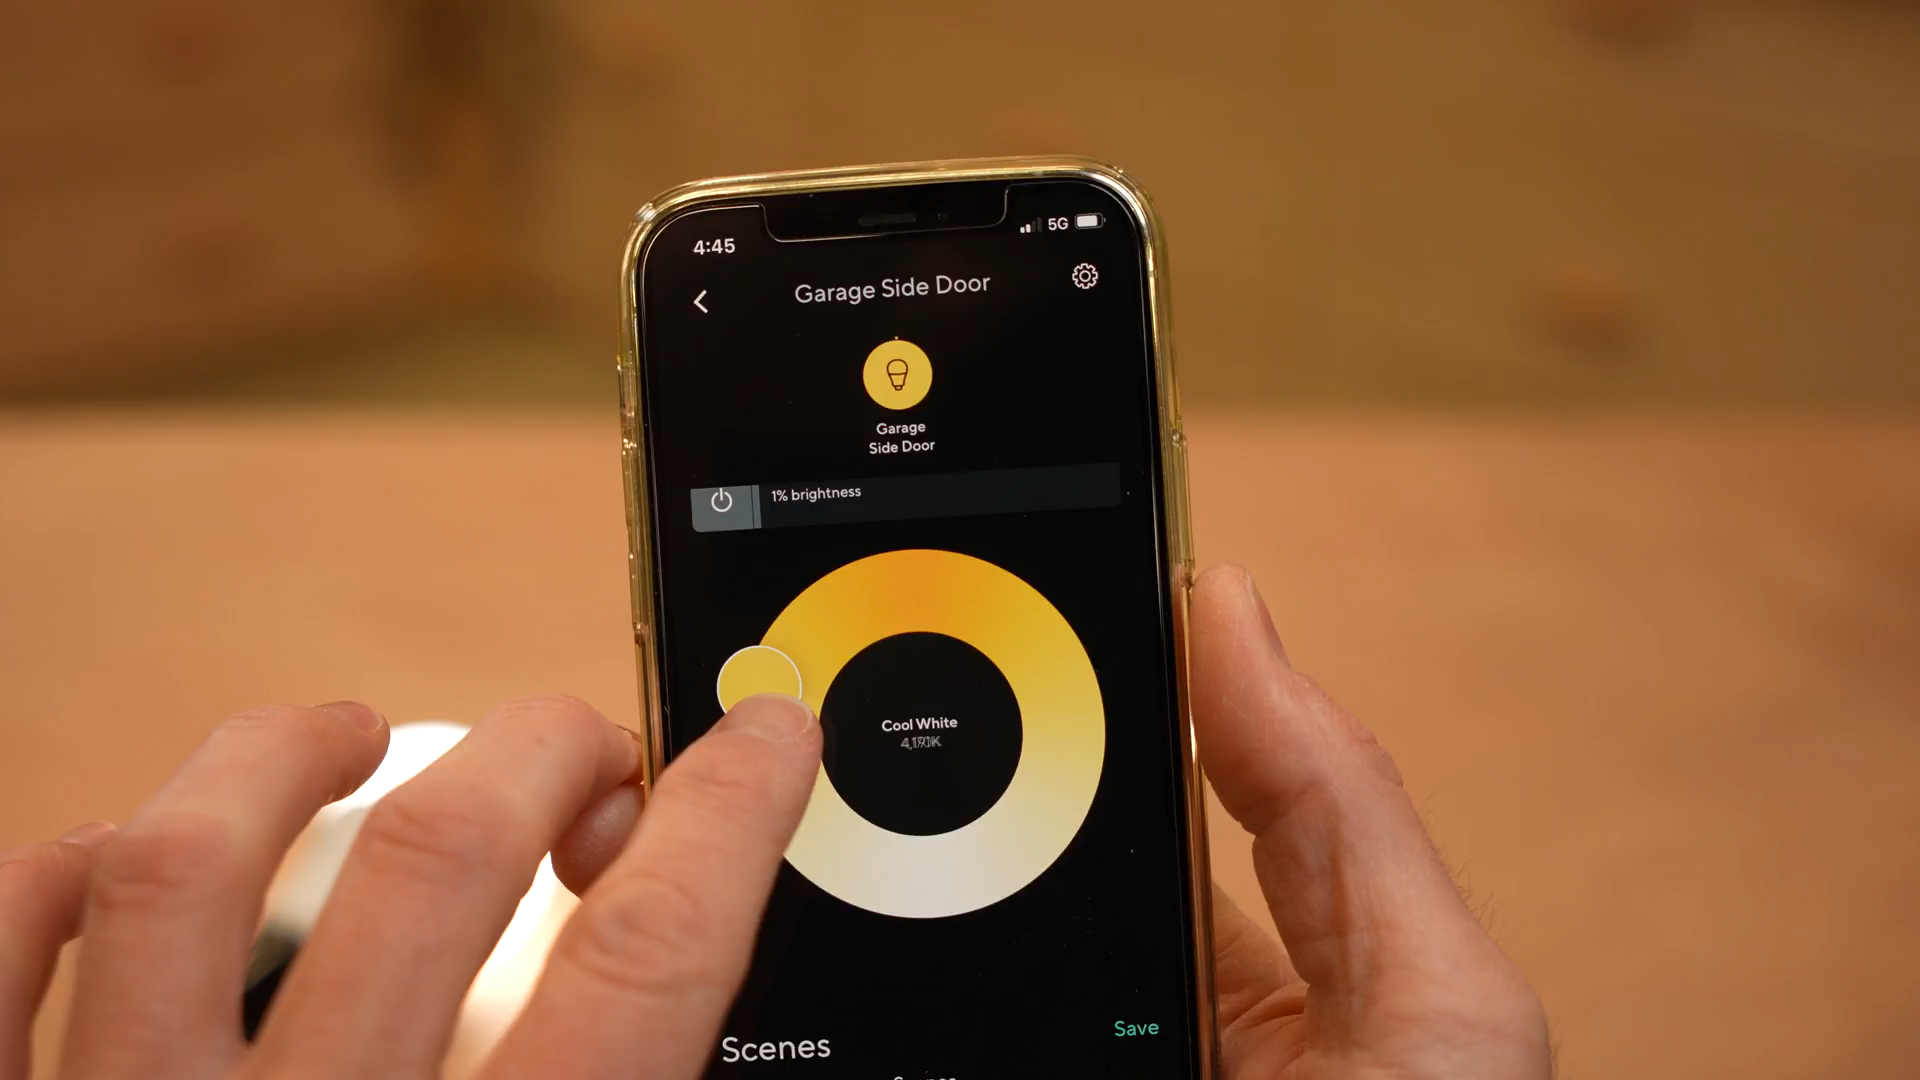 4:45
5G
Garage Side Door
Garage
Side Door
1% brightness
Cool White
Scenes
Save